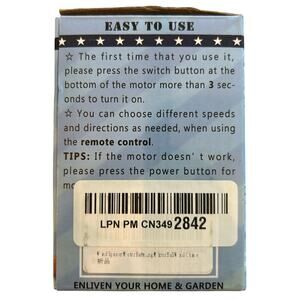 EASY TO USE
☆ The first time that you use it,
please press the switch button at the
bottom of the motor more than 3 sec-
onds to turn it on.
☆ You can choose different speeds
and directions as needed, when using
the remote control.
TIPS: If the motor doesn't work,
please press the power button for
LPN PM CN349 2842
新品
ENLIVEN YOUR HOME & GARDEN